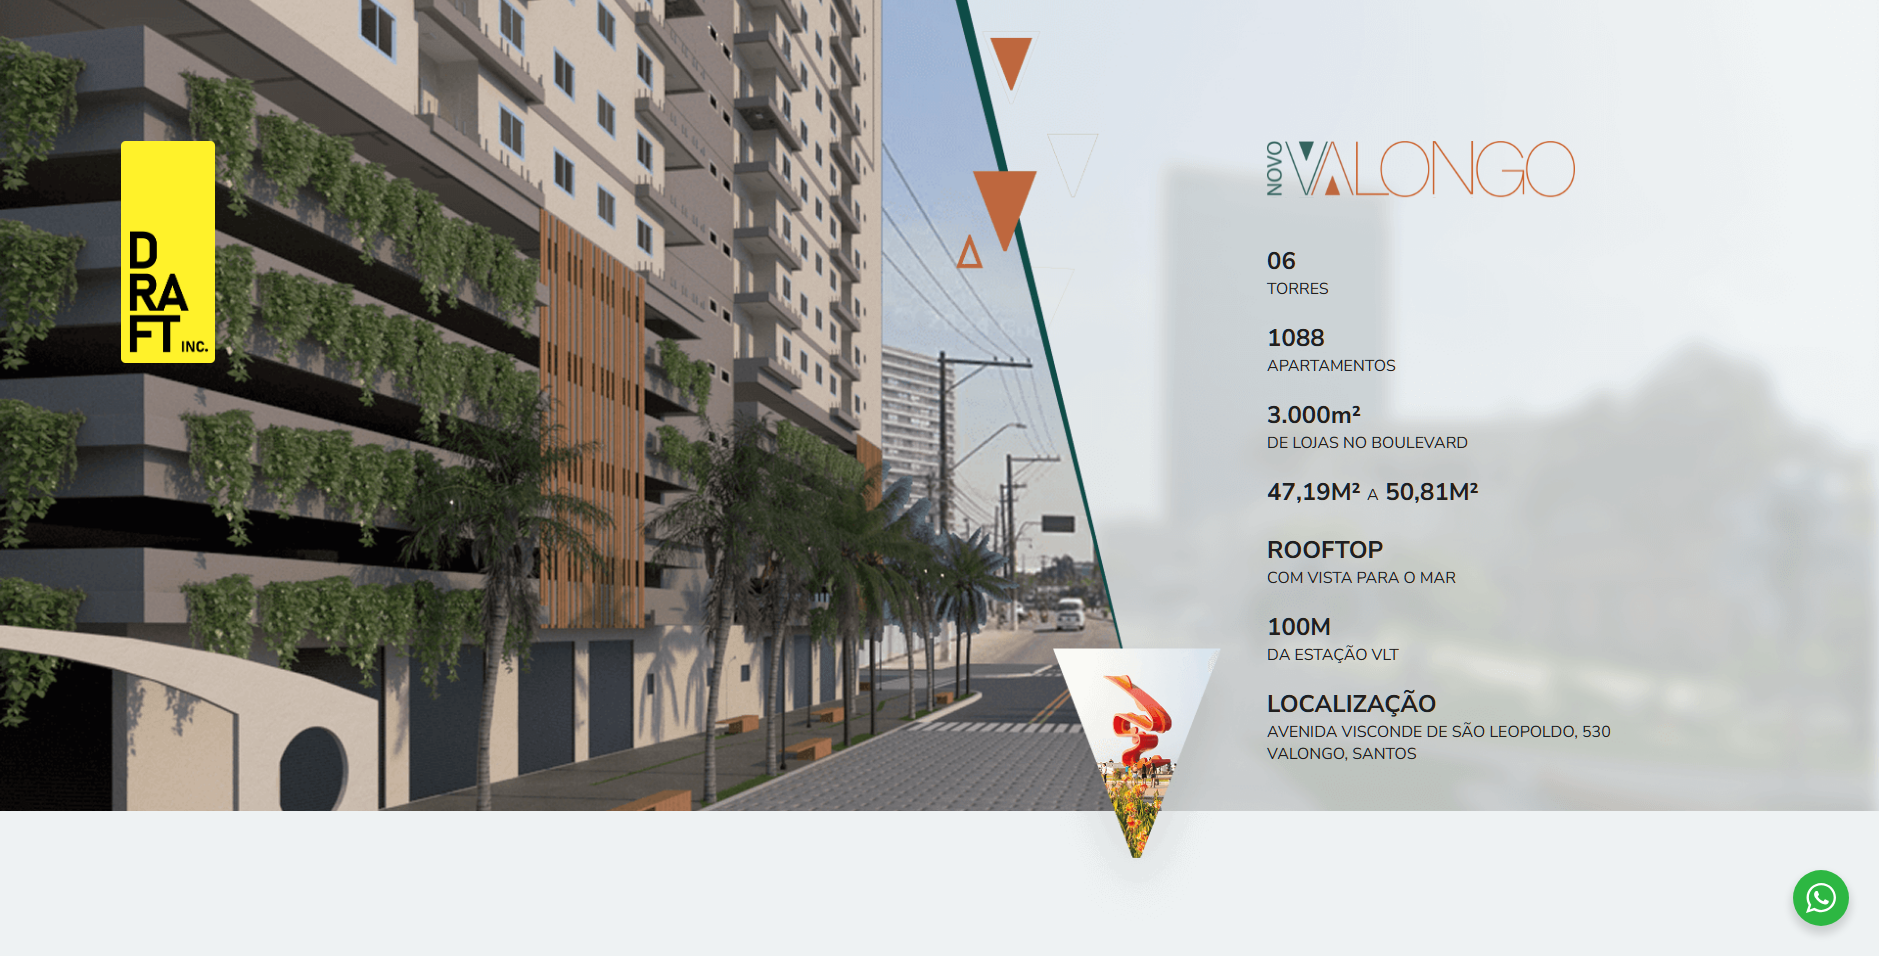 D
RA
FT INC.
NOVO VALONGO
06
TORRES
1088
APARTAMENTOS
3.000m²
DE LOJAS NO BOULEVARD
47,19M² A 50,81M²
ROOFTOP
COM VISTA PARA O MAR
100M
DA ESTAÇÃO VLT
LOCALIZAÇÃO
AVENIDA VISCONDE DE SÃO LEOPOLDO, 530
VALONGO, SANTOS